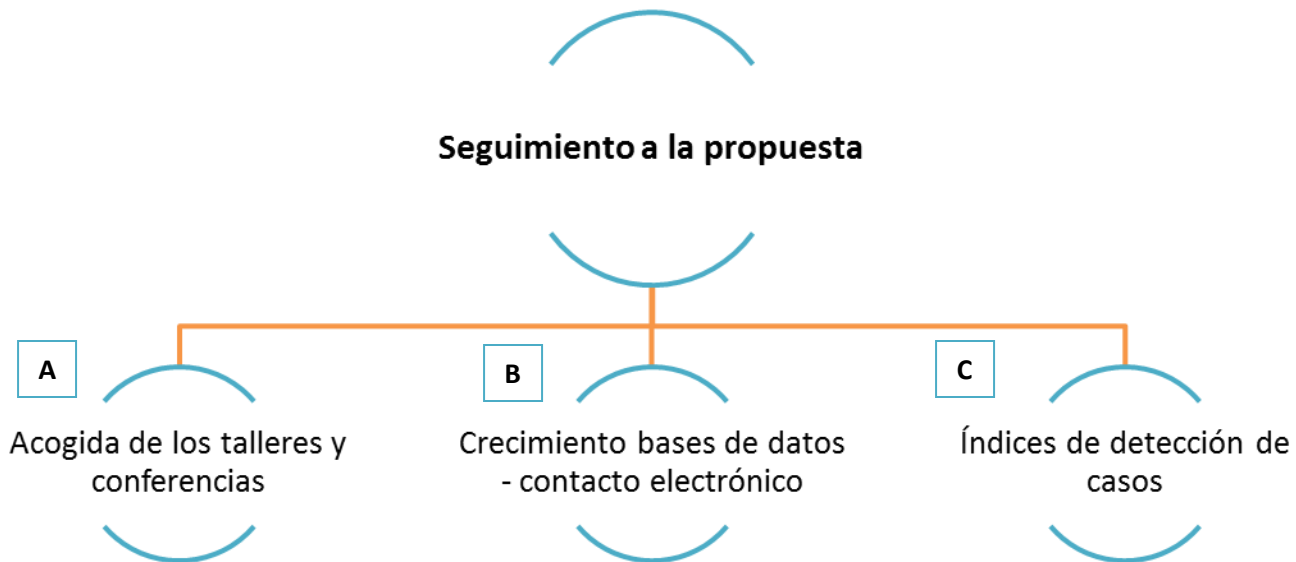 Seguimiento a la propuesta
A
Acogida de los talleres y
conferencias
B
Crecimiento bases de datos
- contacto electrónico
C
Índices de detección de
casos